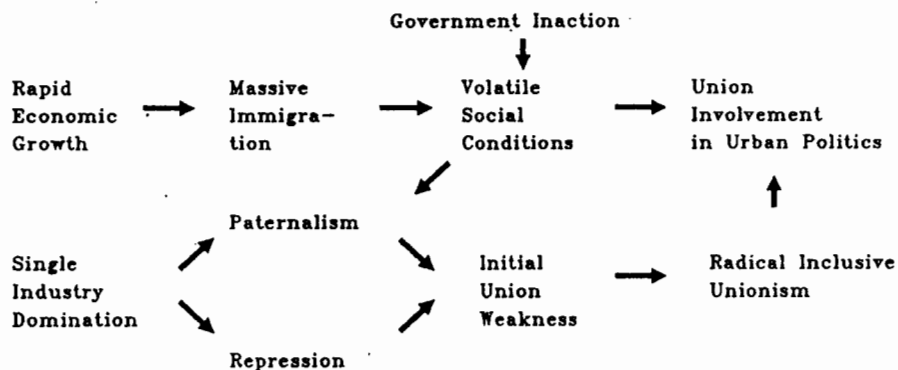 Government Inaction
Rapid
Economic
Growth
Massive
Immigra-
tion
Volatile
Social
Conditions
Union
Involvement
in Urban Politics
Paternalism
Single
Industry
Domination
Initial
Union
Weakness
Radical Inclusive
Unionism
Repression